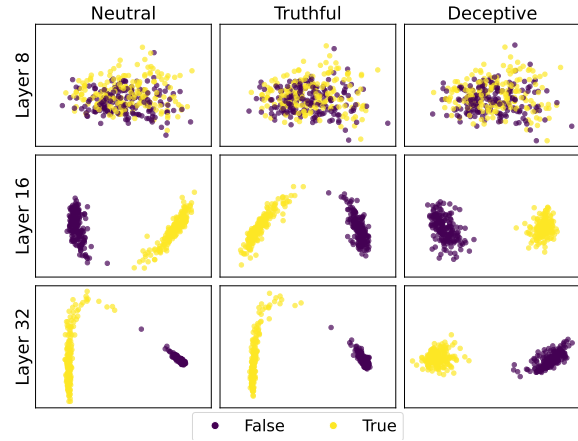 Neutral Truthful Deceptive
Layer 8
Layer 16
Layer 32
False True